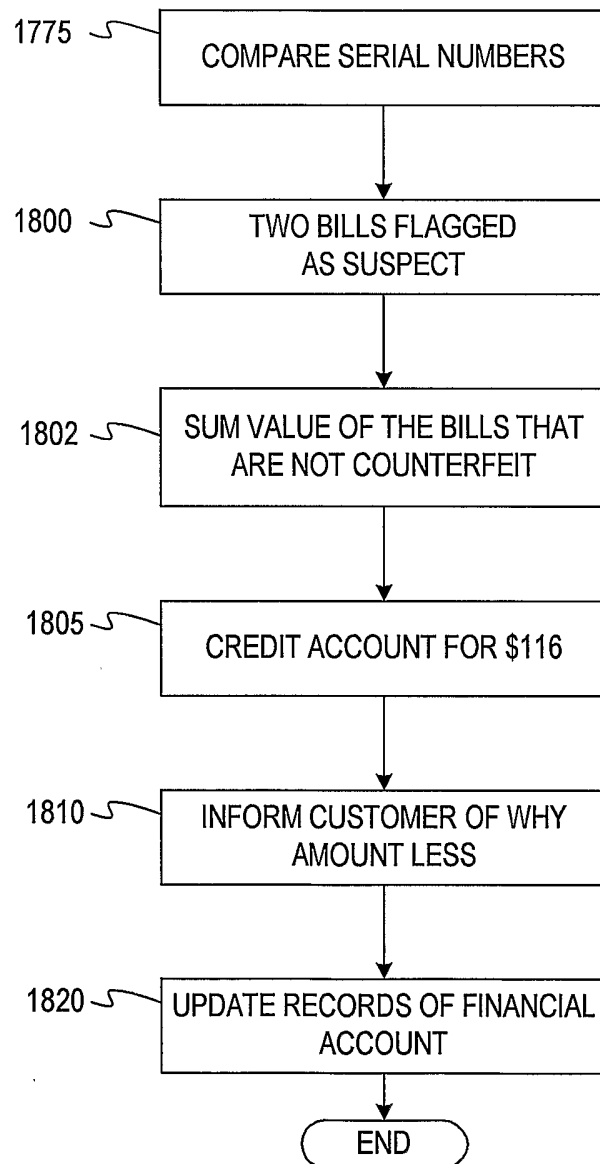 1775
COMPARE SERIAL NUMBERS
1800
TWO BILLS FLAGGED
AS SUSPECT
1802
SUM VALUE OF THE BILLS THAT
ARE NOT COUNTERFEIT
1805
CREDIT ACCOUNT FOR $116
1810
INFORM CUSTOMER OF WHY
AMOUNT LESS
1820
UPDATE RECORDS OF FINANCIAL
ACCOUNT
END